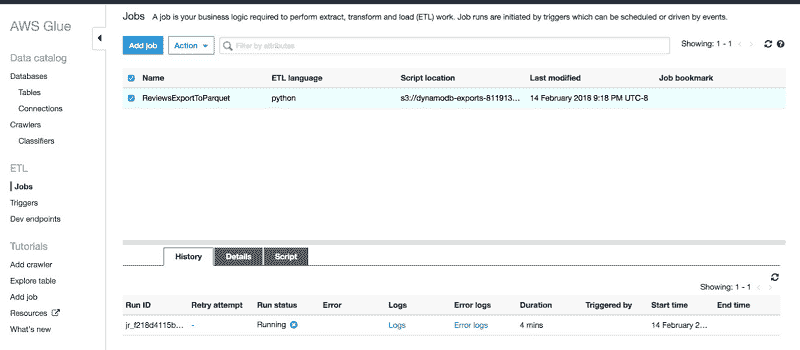 AWS Glue
Data catalog
Databases
Tables
Connections
Crawlers
Classifiers
ETL
Jobs
Triggers
Dev endpoints
Tutorials
Add crawler
Explore table
Add job
Resources
What's new
Jobs A job is your business logic required to perform extract, transform and load (ETL) work. Job runs are initiated by triggers which can be scheduled or driven by events.
Add job Action Filter by attributes Showing: 1 - 1
Name ETL language Script location Last modified Job bookmark
ReviewsExportToParquet python s3://dynamodb-exports-811913... 14 February 2018 9:18 PM UTC-8
History Details Script
Showing: 1 - 1
Run ID Retry attempt Run status Error Logs Error logs Duration Triggered by Start time End time
jr_f218d4115b... - Running Logs Error logs 4 mins 14 February 2...